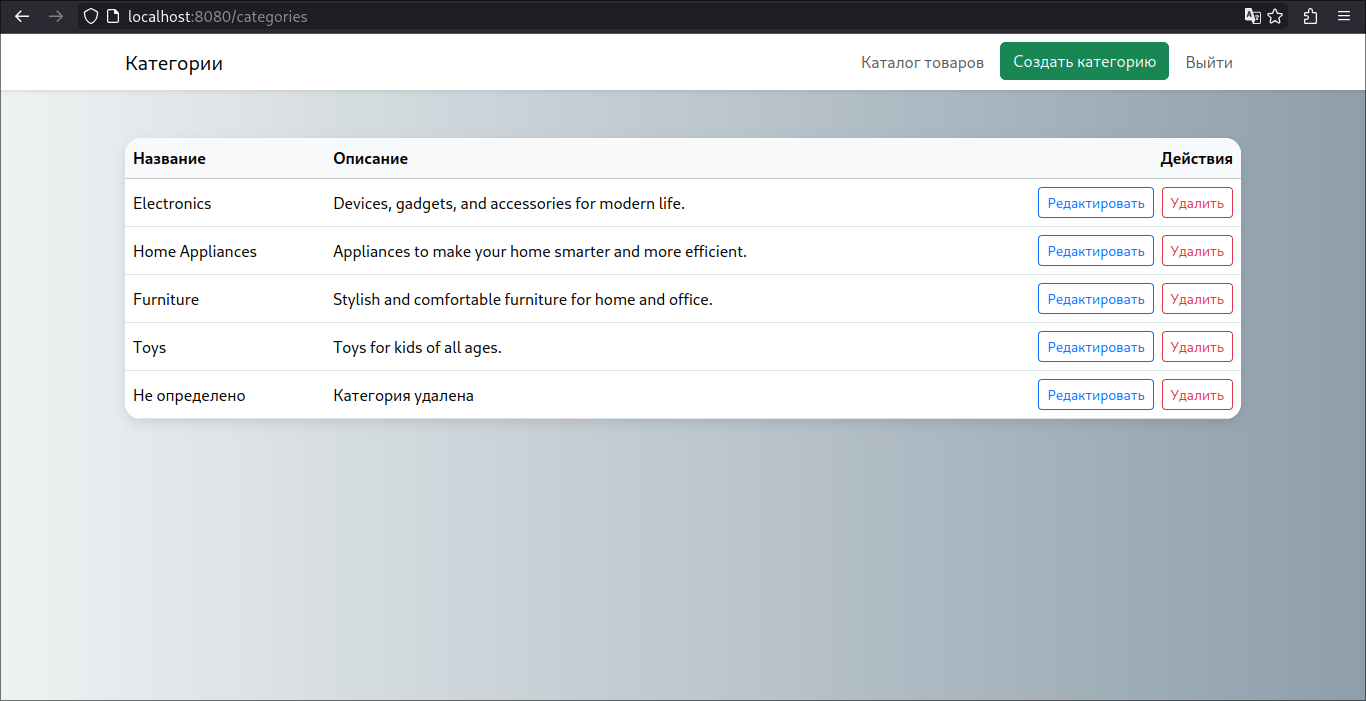 localhost:8080/categories
Категории Каталог товаров Создать категорию Выйти
Название Описание Действия
Electronics Devices, gadgets, and accessories for modern life. Редактировать Удалить
Home Appliances Appliances to make your home smarter and more efficient. Редактировать Удалить
Furniture Stylish and comfortable furniture for home and office. Редактировать Удалить
Toys Toys for kids of all ages. Редактировать Удалить
Не определено Категория удалена Редактировать Удалить